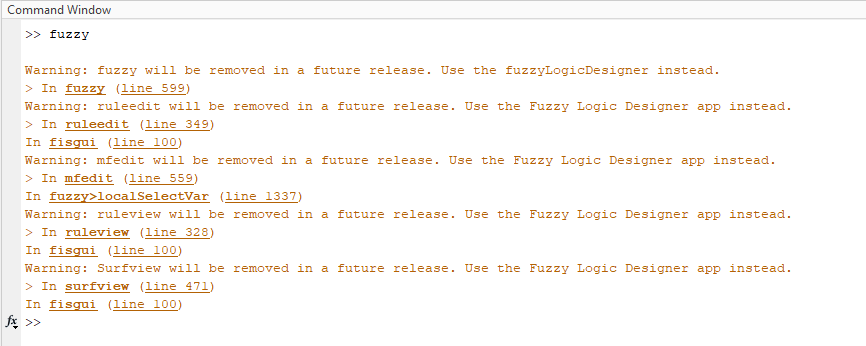 Command Window
>> fuzzy
Warning: fuzzy will be removed in a future release. Use the fuzzyLogicDesigner instead.
> In fuzzy (line 599)
Warning: ruleedit will be removed in a future release. Use the Fuzzy Logic Designer app instead.
> In ruleedit (line 349)
In fisgui (line 100)
Warning: mfedit will be removed in a future release. Use the Fuzzy Logic Designer app instead.
> In mfedit (line 559)
In fuzzy>localSelectVar (line 1337)
Warning: ruleview will be removed in a future release. Use the Fuzzy Logic Designer app instead.
> In ruleview (line 328)
In fisgui (line 100)
Warning: Surfview will be removed in a future release. Use the Fuzzy Logic Designer app instead.
> In surfview (line 471)
In fisgui (line 100)
fx >>